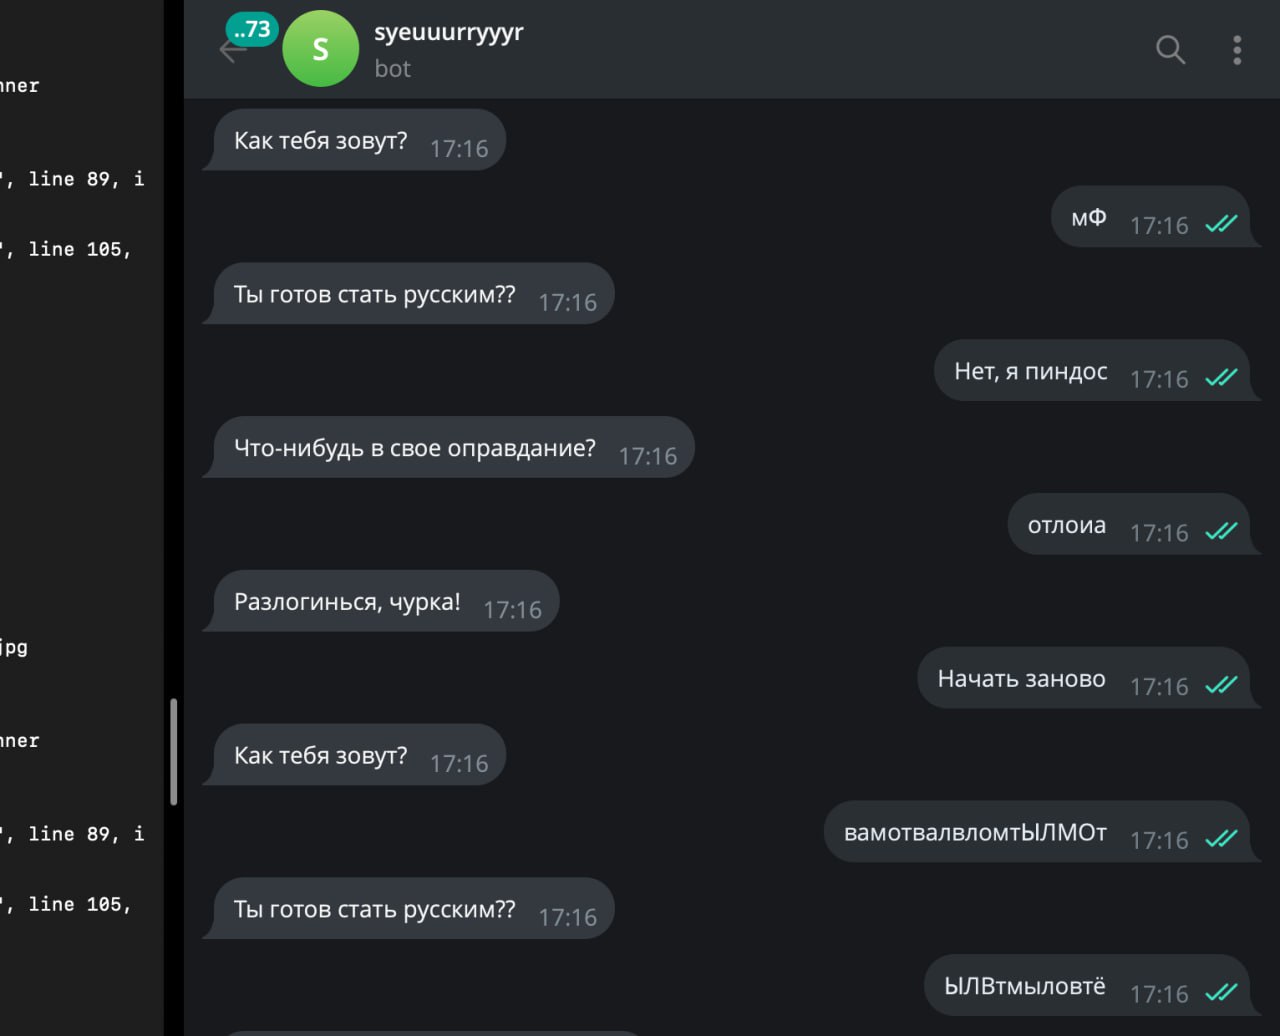 ..73
S
syeuuurryyyr
bot
nner
", line 89, i
", line 105,
jpg
nner
", line 89, i
", line 105,
Как тебя зовут? 17:16
мФ 17:16
Ты готов стать русским?? 17:16
Нет, я пиндос 17:16
Что-нибудь в свое оправдание? 17:16
отлоиа 17:16
Разлогинься, чурка! 17:16
Начать заново 17:16
Как тебя зовут? 17:16
вамотвалвломтЫЛМОт 17:16
Ты готов стать русским?? 17:16
ЫЛВтмыловтё 17:16